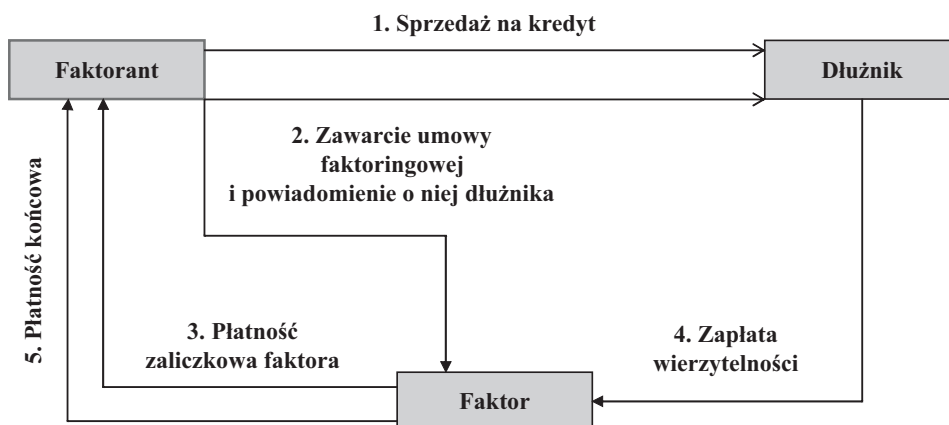 1. Sprzedaż na kredyt
Faktorant
Dłużnik
2. Zawarcie umowy
faktoringowej
i powiadomienie o niej dłużnika
5. Płatność końcowa
3. Płatność
zaliczkowa faktora
4. Zapłata
wierzytelności
Faktor